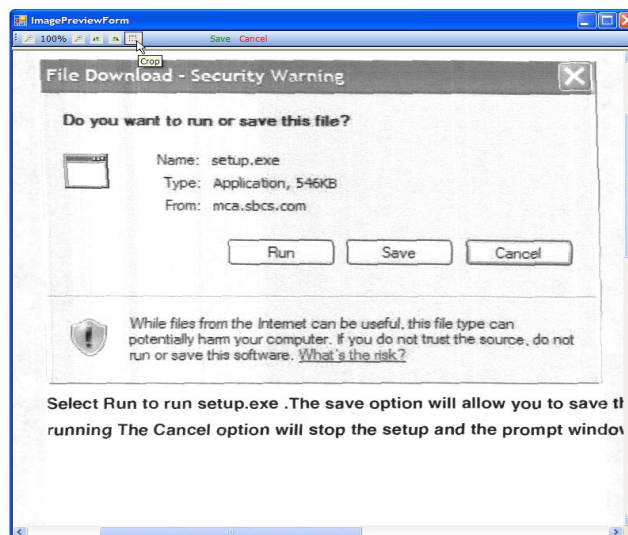 ImagePreviewForm
100% Save Cancel
Crop
File Download - Security Warning
Do you want to run or save this file?
Name: setup.exe
Type: Application, 546KB
From: mca.sbcs.com
Run Save Cancel
While files from the Internet can be useful, this file type can
potentially harm your computer. If you do not trust the source, do not
run or save this software. What's the risk?
Select Run to run setup.exe .The save option will allow you to save
running The Cancel option will stop the setup and the prompt